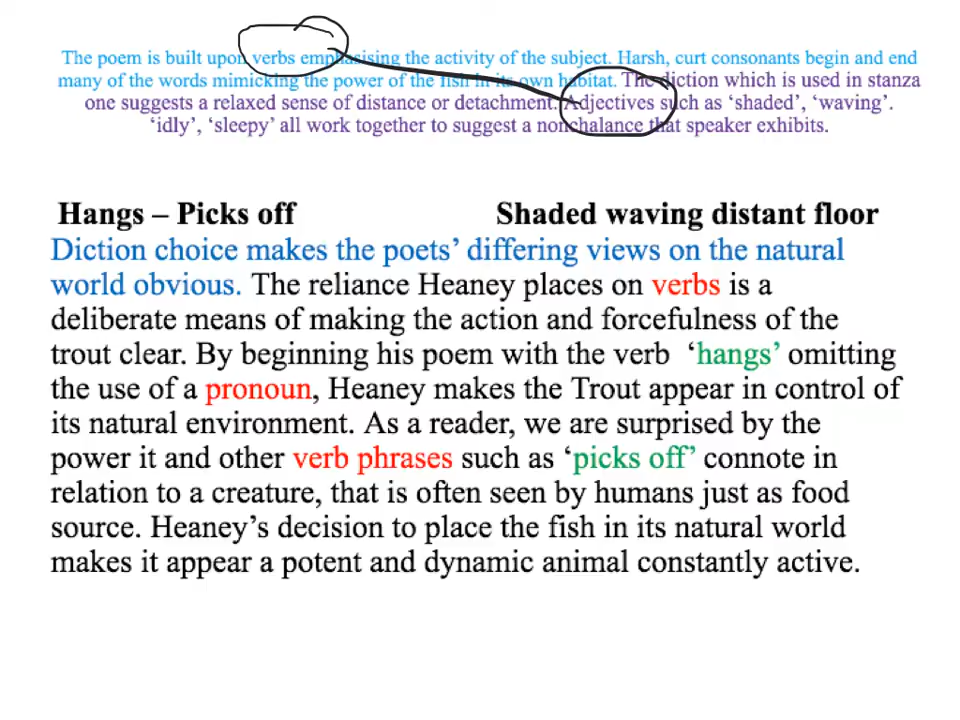 The poem is built upon verbs emphasising the activity of the subject. Harsh, curt consonants begin and end
many of the words mimicking the power of the fish in its own habitat. The diction which is used in stanza
one suggests a relaxed sense of distance or detachment. Adjectives such as ‘shaded’, ‘waving’.
‘idly’, ‘sleepy’ all work together to suggest a nonchalance that speaker exhibits.
Hangs – Picks off Shaded waving distant floor
Diction choice makes the poets’ differing views on the natural
world obvious. The reliance Heaney places on verbs is a
deliberate means of making the action and forcefulness of the
trout clear. By beginning his poem with the verb ‘hangs’ omitting
the use of a pronoun, Heaney makes the Trout appear in control of
its natural environment. As a reader, we are surprised by the
power it and other verb phrases such as ‘picks off’ connote in
relation to a creature, that is often seen by humans just as food
source. Heaney’s decision to place the fish in its natural world
makes it appear a potent and dynamic animal constantly active.